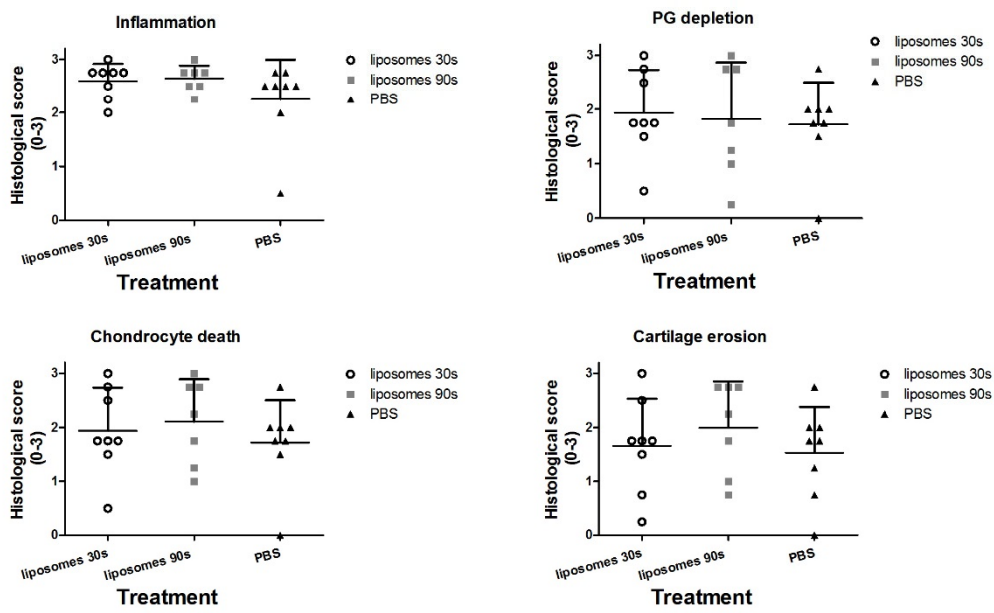 Inflammation
Histological score
(0-3)
3
2
1
0
liposomes 30s
liposomes 90s
PBS
Treatment
liposomes 30s
liposomes 90s
PBS
PG depletion
Histological score
(0-3)
3
2
1
0
liposomes 30s
liposomes 90s
PBS
Treatment
liposomes 30s
liposomes 90s
PBS
Chondrocyte death
Histological score
(0-3)
3
2
1
0
liposomes 30s
liposomes 90s
PBS
Treatment
liposomes 30s
liposomes 90s
PBS
Cartilage erosion
Histological score
(0-3)
3
2
1
0
liposomes 30s
liposomes 90s
PBS
Treatment
liposomes 30s
liposomes 90s
PBS